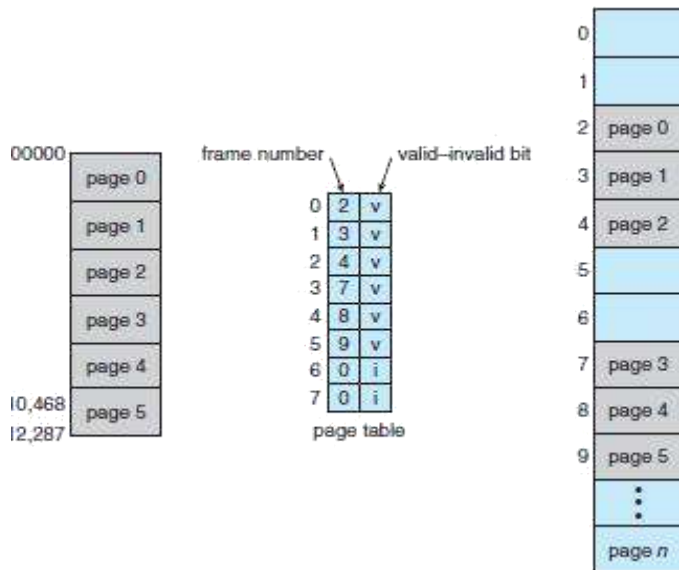 00000
page 0
page 1
page 2
page 3
page 4
page 5
10,468
12,287
frame number
valid–invalid bit
0 2 v
1 3 v
2 4 v
3 7 v
4 8 v
5 9 v
6 0 i
7 0 i
page table
0
1
2 page 0
3 page 1
4 page 2
5
6
7 page 3
8 page 4
9 page 5
page n